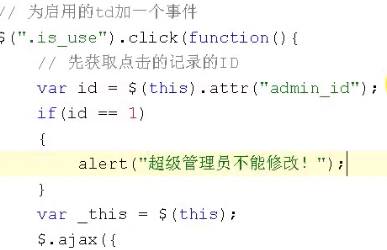 // 为启用的td加一个事件
$(".is_use").click(function(){
// 先获取点击的记录的ID
var id = $(this).attr("admin_id");
if(id == 1)
{
alert("超级管理员不能修改！");
}
var _this = $(this);
$.ajax({